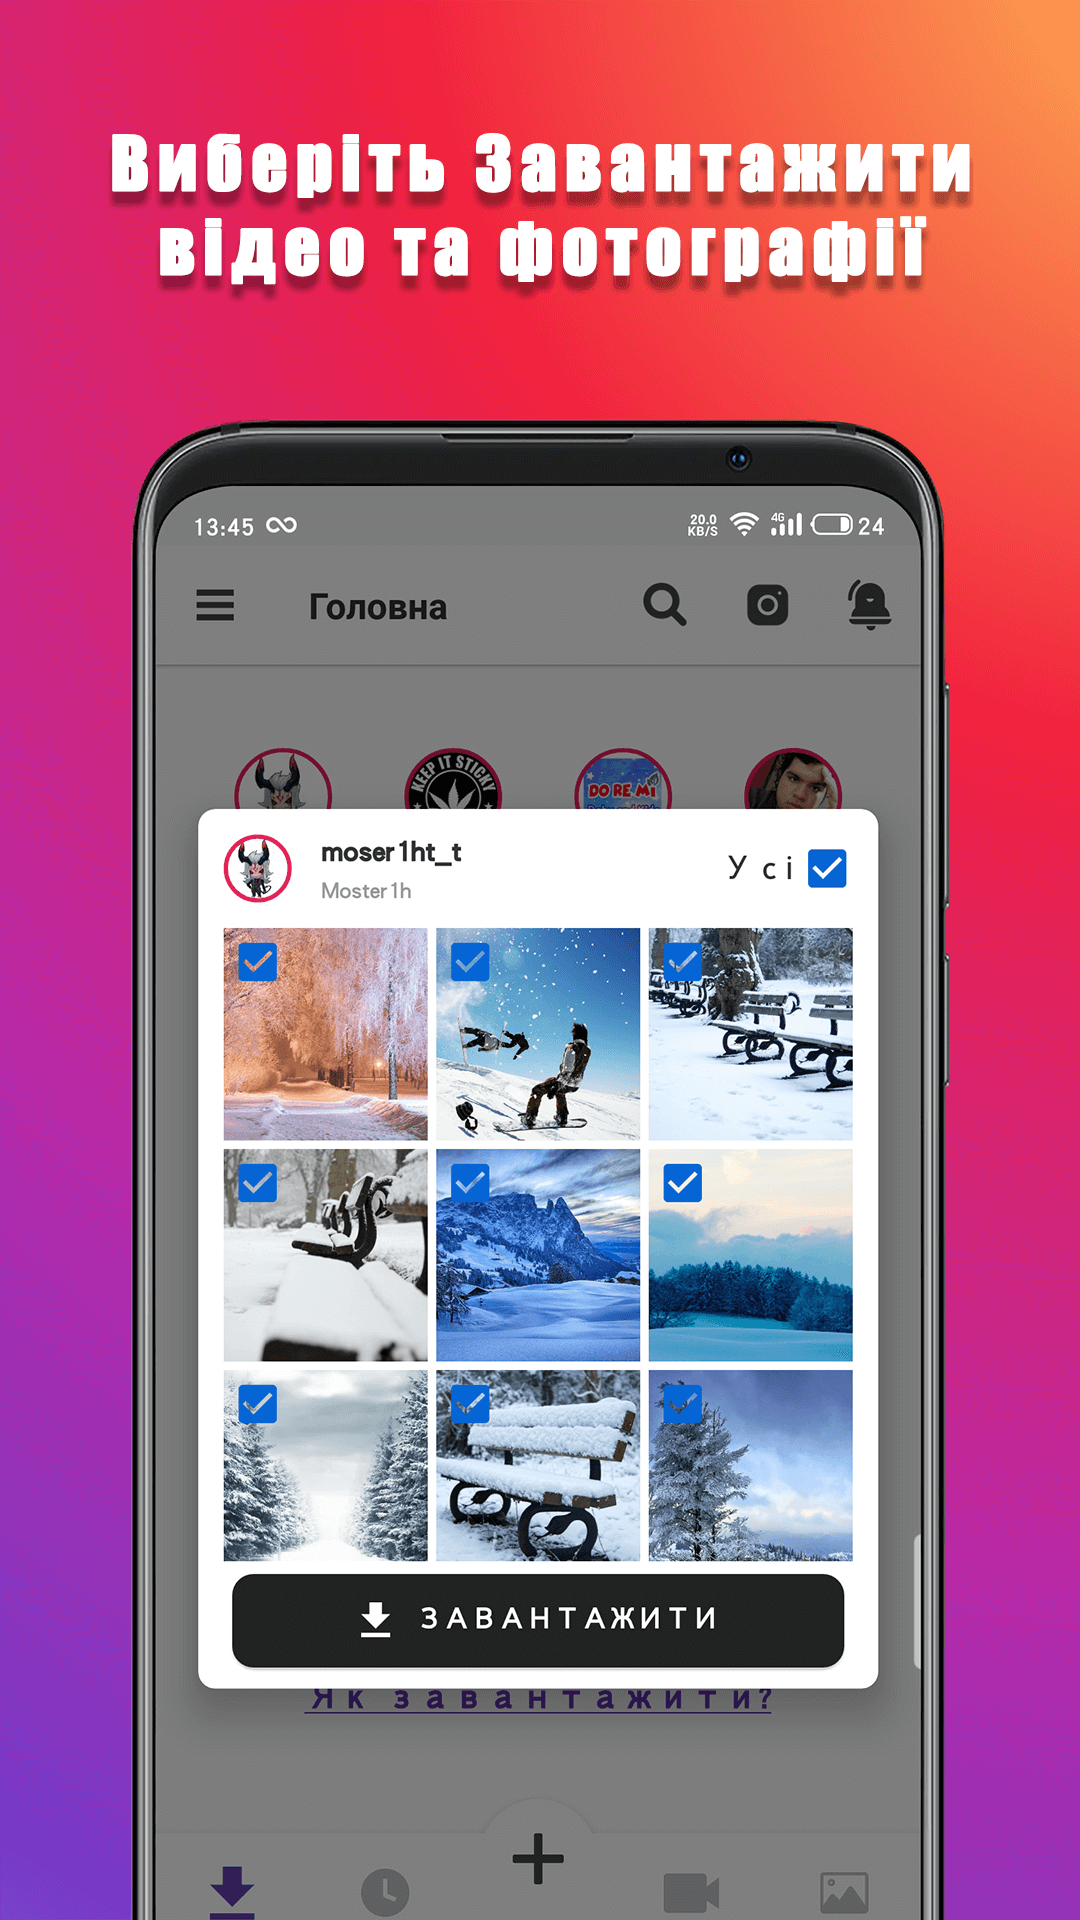 Виберіть Завантажити
відео та фотографії
13:45
20.0
KB/S
4G
24
Головна
KEEP IT STICKY
DO RE MI
moser1ht_t
Moster1h
Усі
ЗАВАНТАЖИТИ
Як завантажити?